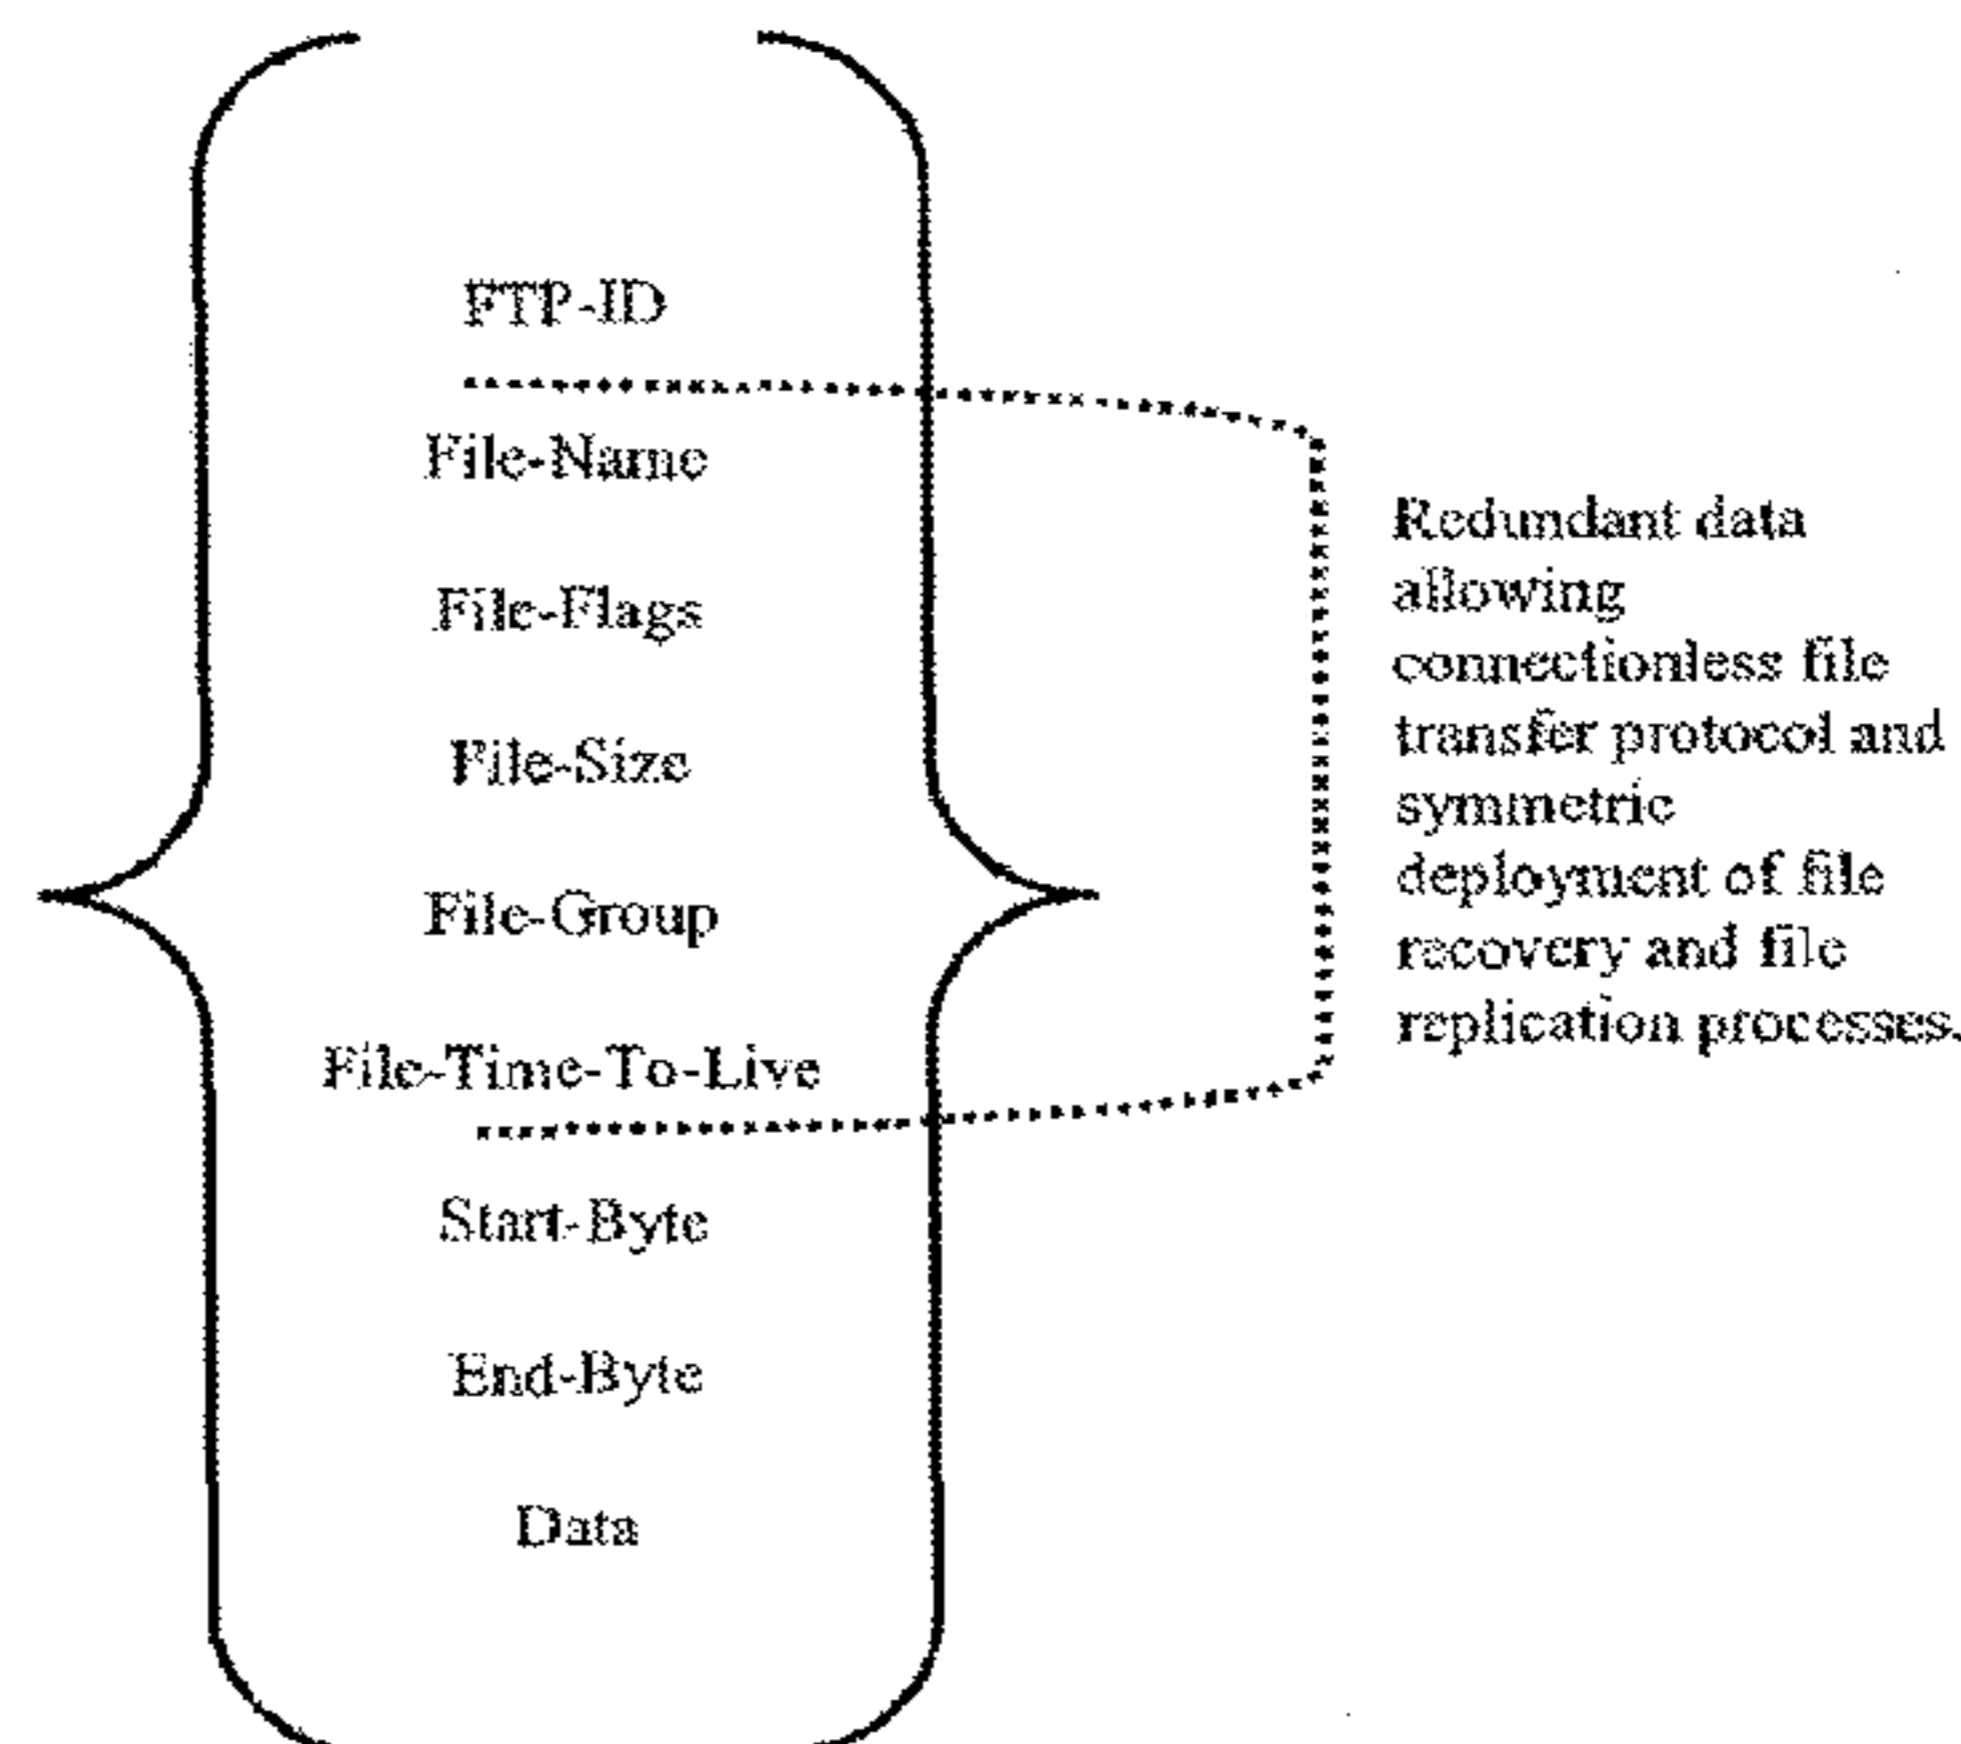 FTP-ID
File-Name
File-Flags
File-Size
File-Group
File-Time-To-Live
Start-Byte
End-Byte
Data
Redundant data
allowing
connectionless file
transfer protocol and
symmetric
deployment of file
recovery and file
replication processes.